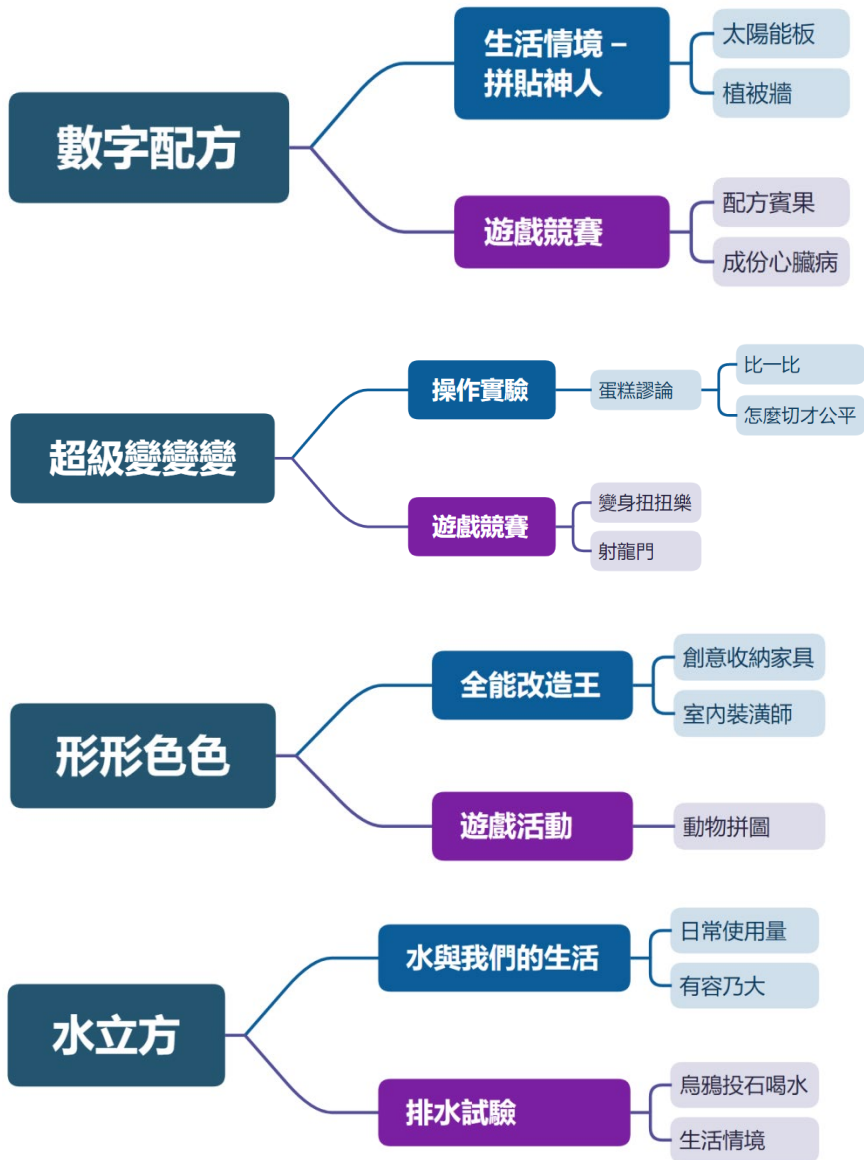 數字配方
生活情境 –
拼貼神人
太陽能板
植被牆
遊戲競賽
配方賓果
成份心臟病
超級變變變
操作實驗
蛋糕謬論
比一比
怎麼切才公平
遊戲競賽
變身扭扭樂
射龍門
形形色色
全能改造王
創意收納家具
室內裝潢師
遊戲活動
動物拼圖
水立方
水與我們的生活
日常使用量
有容乃大
排水試驗
烏鴉投石喝水
生活情境